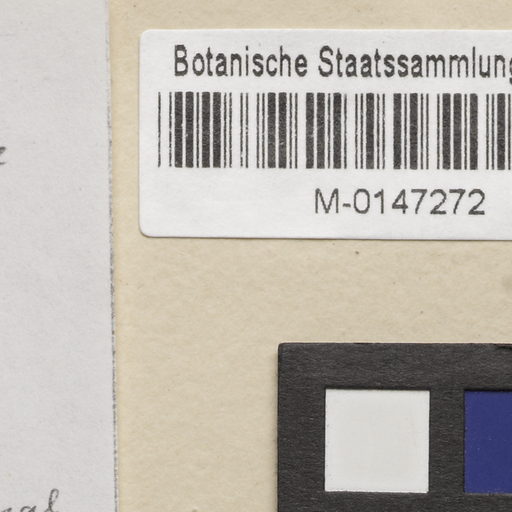 Botanische Staatssammlung
M-0147272